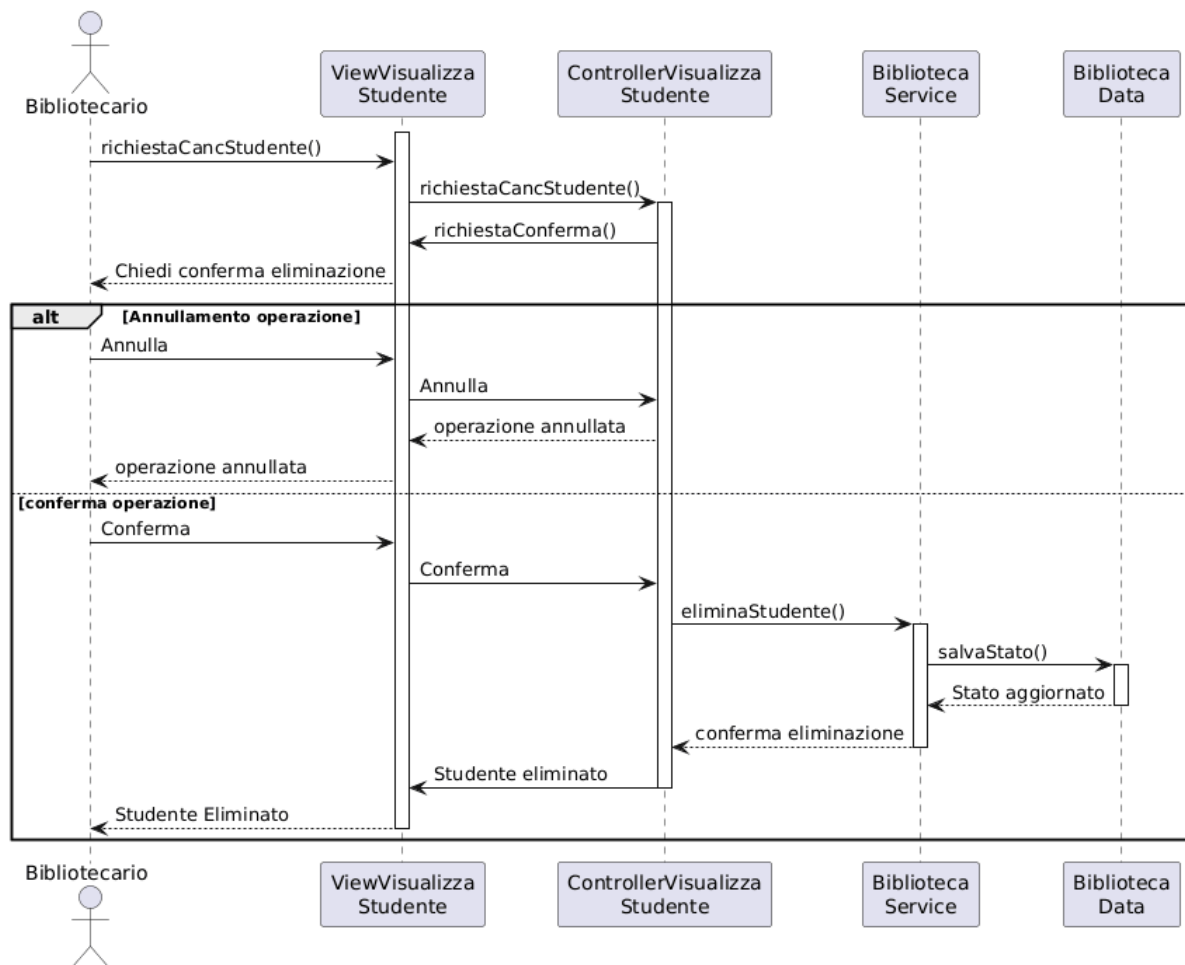 Bibliotecario
ViewVisualizza
Studente
ControllerVisualizza
Studente
Biblioteca
Service
Biblioteca
Data
richiestaCancStudente()
richiestaCancStudente()
richiestaConferma()
Chiedi conferma eliminazione
alt [Annullamento operazione]
Annulla
Annulla
operazione annullata
operazione annullata
[conferma operazione]
Conferma
Conferma
eliminaStudente()
salvaStato()
Stato aggiornato
conferma eliminazione
Studente eliminato
Studente Eliminato
Bibliotecario
ViewVisualizza
Studente
ControllerVisualizza
Studente
Biblioteca
Service
Biblioteca
Data